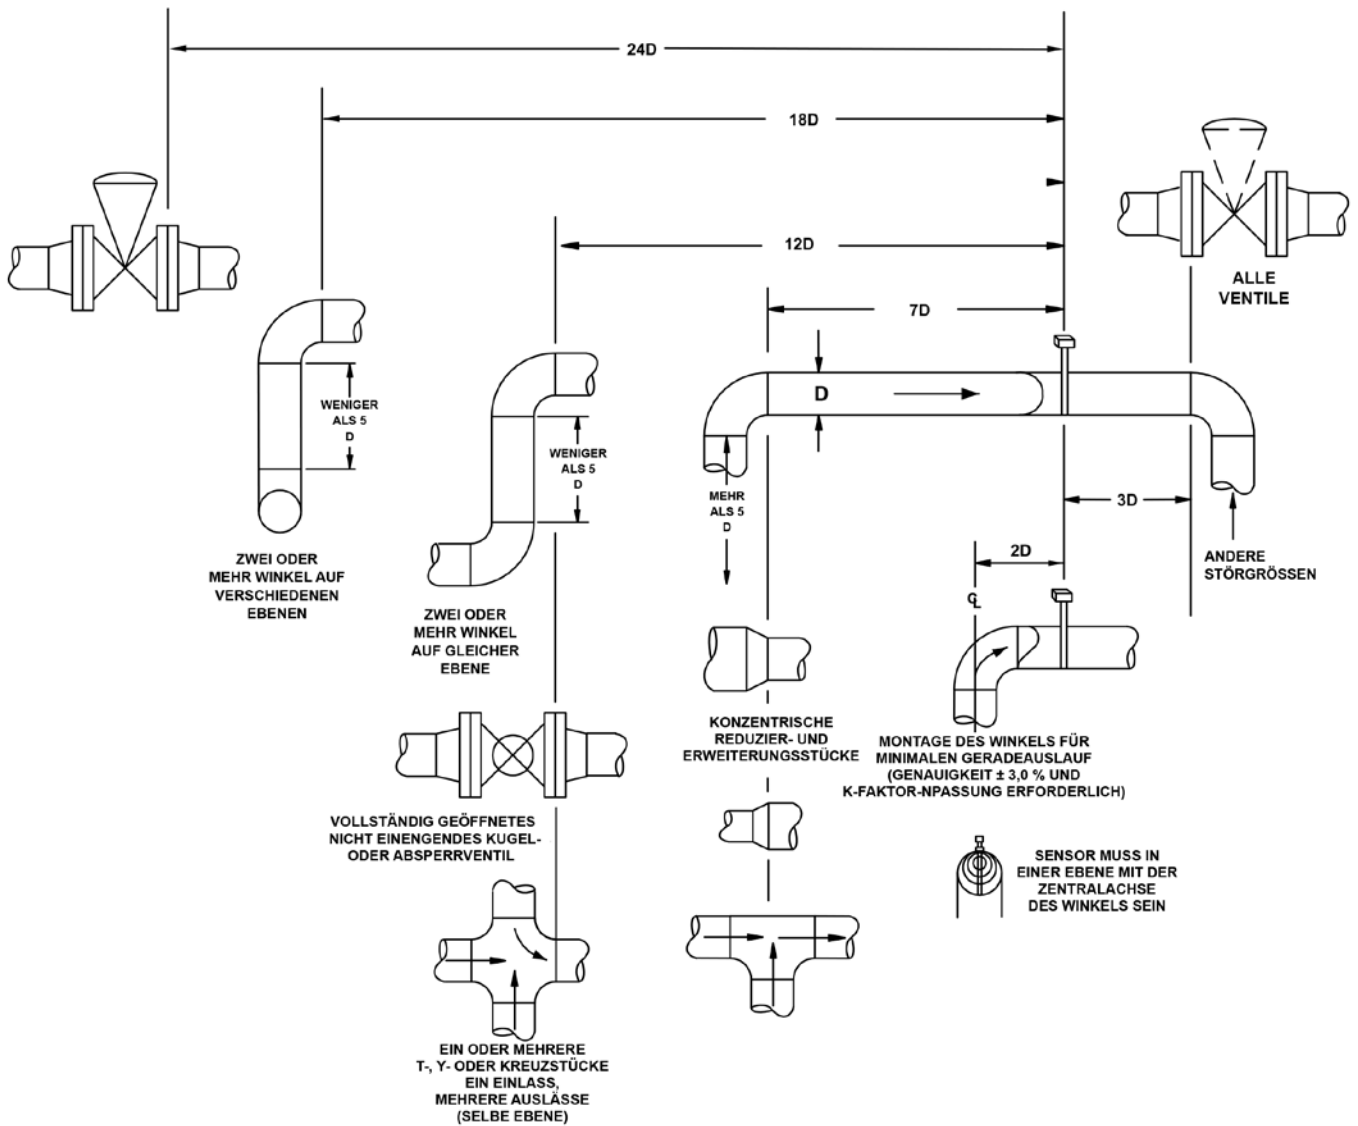 24D
18D
12D
7D
ALLE
VENTILE
D
WENIGER
ALS 5
D
WENIGER
ALS 5
D
MEHR
ALS 5
D
3D
2D
ANDERE
STÖRGRÖSSEN
ZWEI ODER
MEHR WINKEL AUF
VERSCHIEDENEN
EBENEN
ZWEI ODER
MEHR WINKEL
AUF GLEICHER
EBENE
℄
KONZENTRISCHE
REDUZIER- UND
ERWEITERUNGSSTÜCKE
MONTAGE DES WINKELS FÜR
MINIMALEN GERADEAUSLAUF
(GENAUIGKEIT ± 3,0 % UND
K-FAKTOR-NPASSUNG ERFORDERLICH)
VOLLSTÄNDIG GEÖFFNETES
NICHT EINENGENDES KUGEL-
ODER ABSPERRVENTIL
SENSOR MUSS IN
EINER EBENE MIT DER
ZENTRALACHSE
DES WINKELS SEIN
EIN ODER MEHRERE
T-, Y- ODER KREUZSTÜCKE
EIN EINLASS,
MEHRERE AUSLÄSSE
(SELBE EBENE)